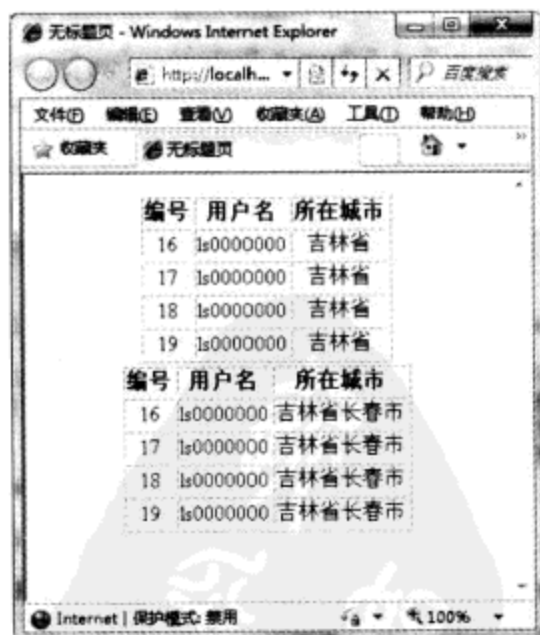 无标题页 - Windows Internet Explorer
http://localh... 百度搜索
文件(F) 编辑(E) 查看(V) 收藏夹(A) 工具(T) 帮助(H)
收藏夹 无标题页
编号 用户名 所在城市
16 ls0000000 吉林省
17 ls0000000 吉林省
18 ls0000000 吉林省
19 ls0000000 吉林省
编号 用户名 所在城市
16 ls0000000 吉林省长春市
17 ls0000000 吉林省长春市
18 ls0000000 吉林省长春市
19 ls0000000 吉林省长春市
Internet | 保护模式: 禁用 100%